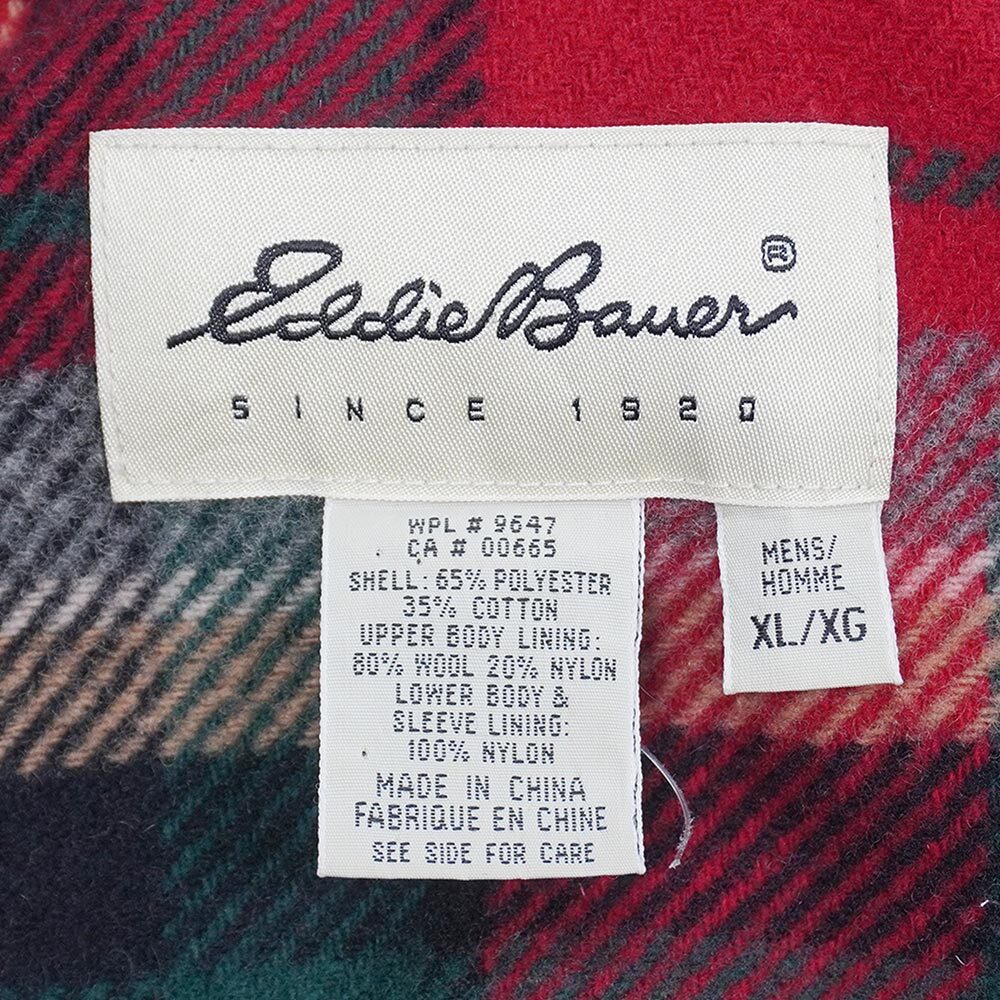 Eddie Bauer®
SINCE 1920
WPL # 9647
CA # 00665
SHELL: 65% POLYESTER
35% COTTON
UPPER BODY LINING:
80% WOOL 20% NYLON
LOWER BODY &
SLEEVE LINING:
100% NYLON
MADE IN CHINA
FABRIQUE EN CHINE
SEE SIDE FOR CARE
MENS/
HOMME
XL/XG